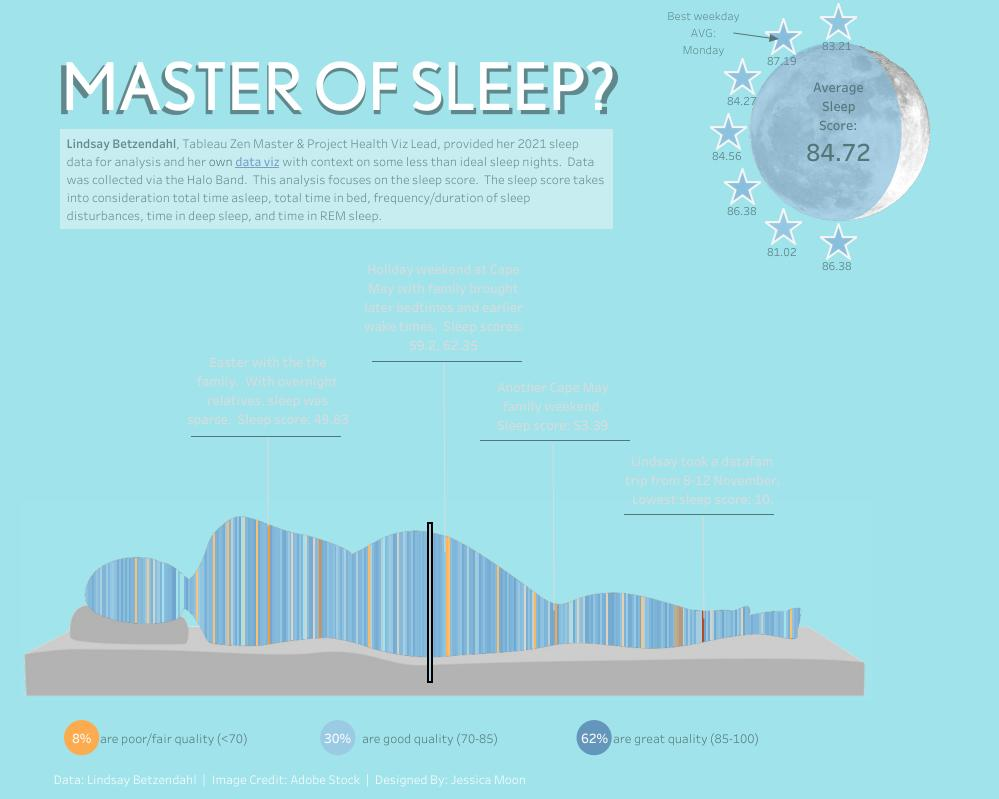 Best weekday
AVG:
Monday
83.21
87.19
84.27
84.56
86.38
81.02
86.38
Average
Sleep
Score:
84.72
MASTER OF SLEEP?
Lindsay Betzendahl, Tableau Zen Master & Project Health Viz Lead, provided her 2021 sleep
data for analysis and her own data viz with context on some less than ideal sleep nights. Data
was collected via the Halo Band. This analysis focuses on the sleep score. The sleep score takes
into consideration total time asleep, total time in bed, frequency/duration of sleep
disturbances, time in deep sleep, and time in REM sleep.
Holiday weekend at Cape
May with family brought
later bedtimes and earlier
wake times. Sleep scores:
59.2, 62.35
Easter with the the
family. With overnight
relatives, sleep was
sparse. Sleep score: 49.63
Another Cape May
family weekend.
Sleep score: 53.39
Lindsay took a datafam
trip from 8-12 November.
Lowest sleep score: 10.
8% are poor/fair quality (<70)
30% are good quality (70-85)
62% are great quality (85-100)
Data: Lindsay Betzendahl | Image Credit: Adobe Stock | Designed By: Jessica Moon